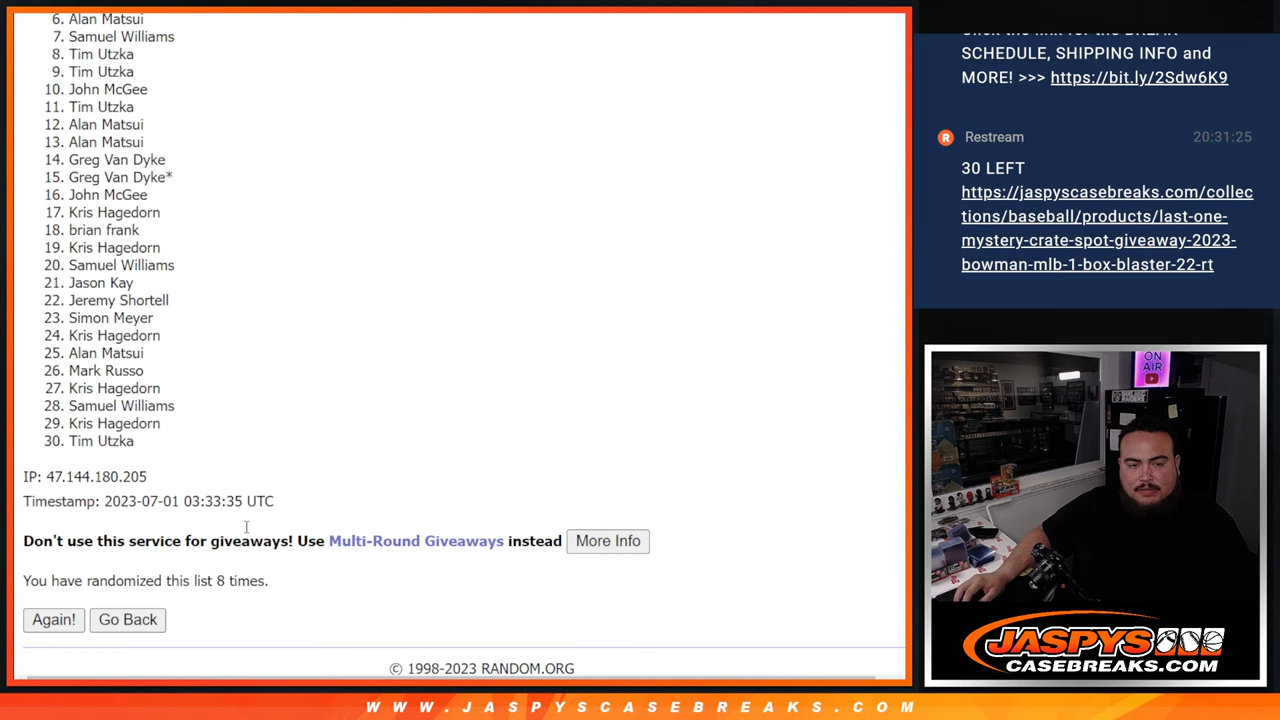 6. Alan Matsui
7. Samuel Williams
8. Tim Utzka
9. Tim Utzka
10. John McGee
11. Tim Utzka
12. Alan Matsui
13. Alan Matsui
14. Greg Van Dyke
15. Greg Van Dyke*
16. John McGee
17. Kris Hagedorn
18. brian frank
19. Kris Hagedorn
20. Samuel Williams
21. Jason Kay
22. Jeremy Shortell
23. Simon Meyer
24. Kris Hagedorn
25. Alan Matsui
26. Mark Russo
27. Kris Hagedorn
28. Samuel Williams
29. Kris Hagedorn
30. Tim Utzka
IP: 47.144.180.205
Timestamp: 2023-07-01 03:33:35 UTC
Don't use this service for giveaways! Use Multi-Round Giveaways instead More Info
You have randomized this list 8 times.
Again! Go Back
© 1998-2023 RANDOM.ORG
SCHEDULE, SHIPPING INFO and
MORE! >>> https://bit.ly/2Sdw6K9
R Restream 20:31:25
30 LEFT
https://jaspyscasebreaks.com/collec
tions/baseball/products/last-one-
mystery-crate-spot-giveaway-2023-
bowman-mlb-1-box-blaster-22-rt
ON
AIR
JASPYS
CASEBREAKS.COM
WWW.JASPYSCASEBREAKS.COM